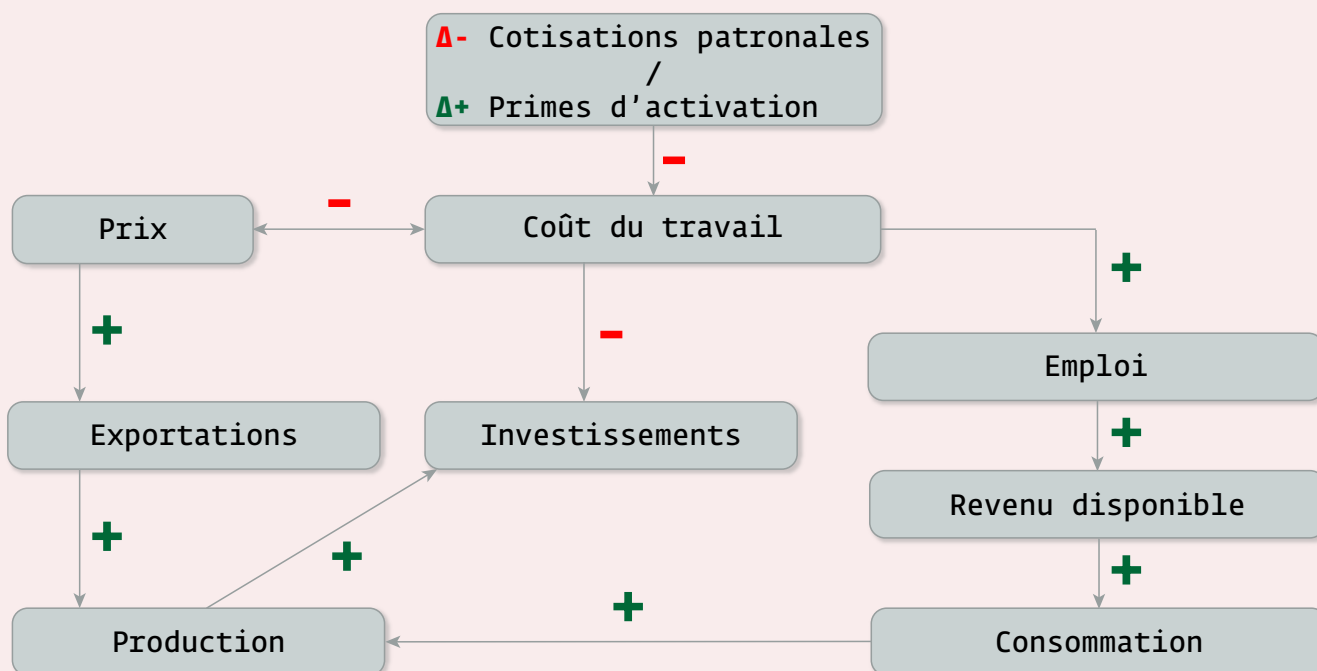 Δ- Cotisations patronales
/
Δ+ Primes d'activation
-
-
Prix
Coût du travail
+
+
-
Emploi
Exportations
Investissements
+
Revenu disponible
+
+
+
+
Production
Consommation